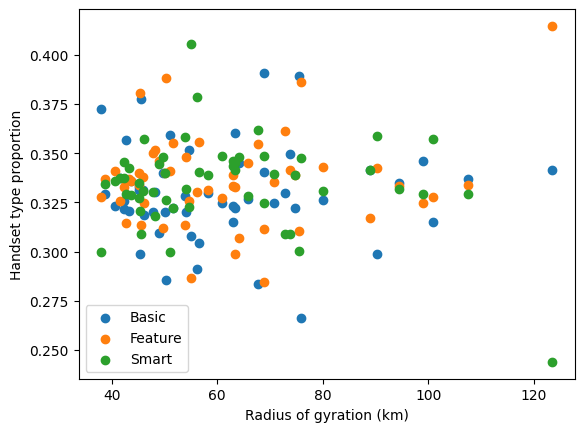 Handset type proportion
0.400
0.375
0.350
0.325
0.300
0.275
0.250
Basic
Feature
Smart
40 60 80 100 120
Radius of gyration (km)